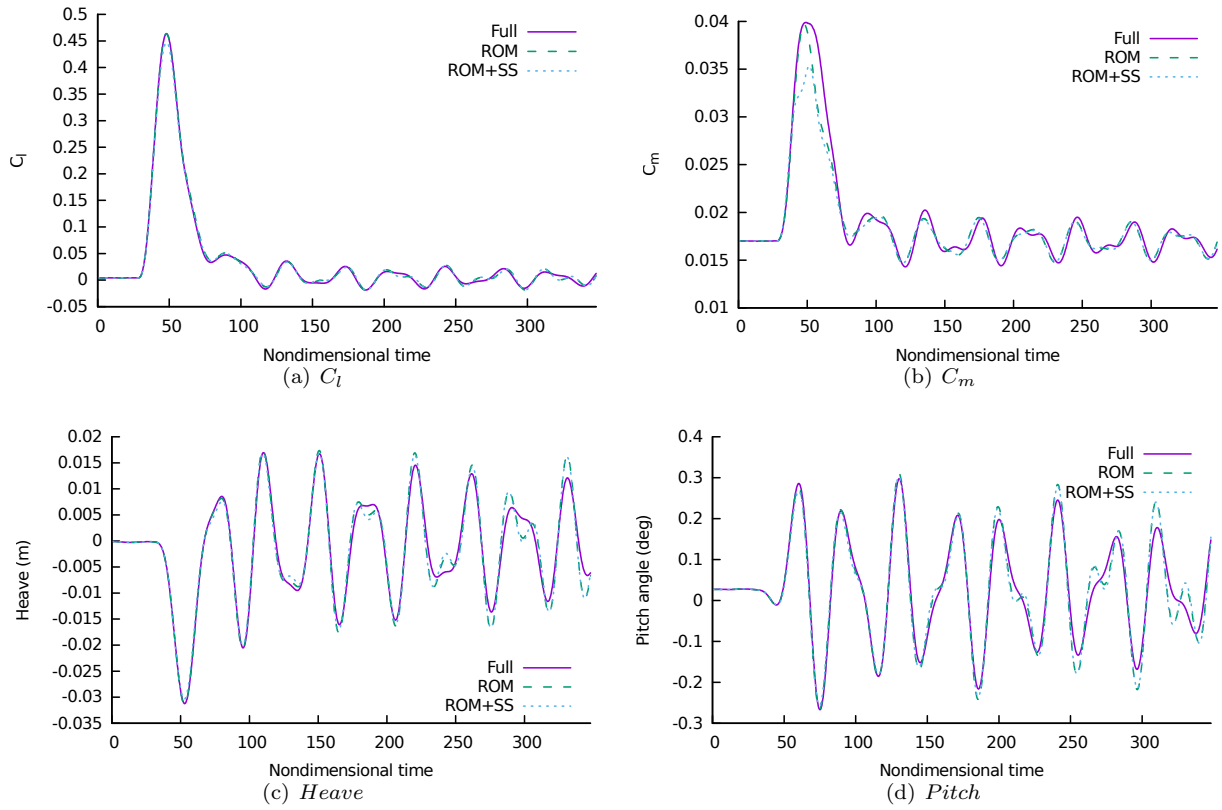 0.5
0.45
0.4
0.35
0.3
0.25
0.2
0.15
0.1
0.05
0
-0.05
C_l
Full
ROM
ROM+SS
0 50 100 150 200 250 300
Nondimensional time
(a) C_l
0.04
0.035
0.03
0.025
0.02
0.015
0.01
C_m
Full
ROM
ROM+SS
0 50 100 150 200 250 300
Nondimensional time
(b) C_m
0.02
0.015
0.01
0.005
0
-0.005
-0.01
-0.015
-0.02
-0.025
-0.03
-0.035
Heave (m)
Full
ROM
ROM+SS
0 50 100 150 200 250 300
Nondimensional time
(c) Heave
0.4
0.3
0.2
0.1
0
-0.1
-0.2
-0.3
Pitch angle (deg)
Full
ROM
ROM+SS
0 50 100 150 200 250 300
Nondimensional time
(d) Pitch